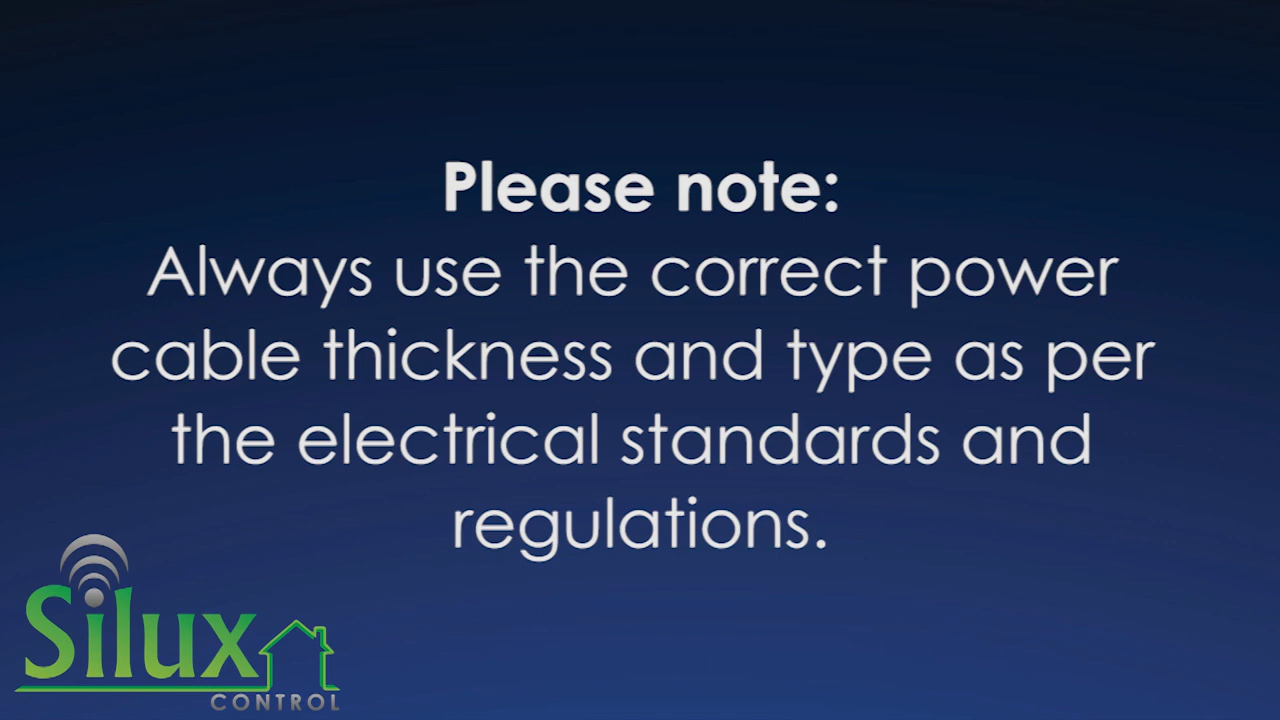 Please note:
Always use the correct power
cable thickness and type as per
the electrical standards and
regulations.
Silux
CONTROL